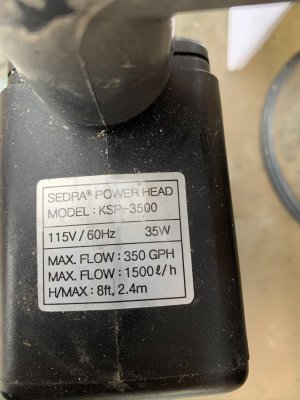 SEDRA® POWER HEAD
MODEL : KSP-3500
115V / 60Hz 35W
MAX. FLOW : 350 GPH
MAX. FLOW : 1500ℓ/h
H/MAX : 8ft, 2.4m